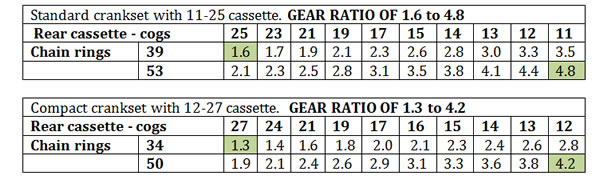 Standard crankset with 11-25 cassette. GEAR RATIO OF 1.6 to 4.8
Rear cassette - cogs 25 23 21 19 17 15 14 13 12 11
Chain rings 39 1.6 1.7 1.9 2.1 2.3 2.6 2.8 3.0 3.3 3.5
53 2.1 2.3 2.5 2.8 3.1 3.5 3.8 4.1 4.4 4.8
Compact crankset with 12-27 cassette. GEAR RATIO OF 1.3 to 4.2
Rear cassette - cogs 27 24 21 19 17 16 15 14 13 12
Chain rings 34 1.3 1.4 1.6 1.8 2.0 2.1 2.3 2.4 2.6 2.8
50 1.9 2.1 2.4 2.6 2.9 3.1 3.3 3.6 3.8 4.2